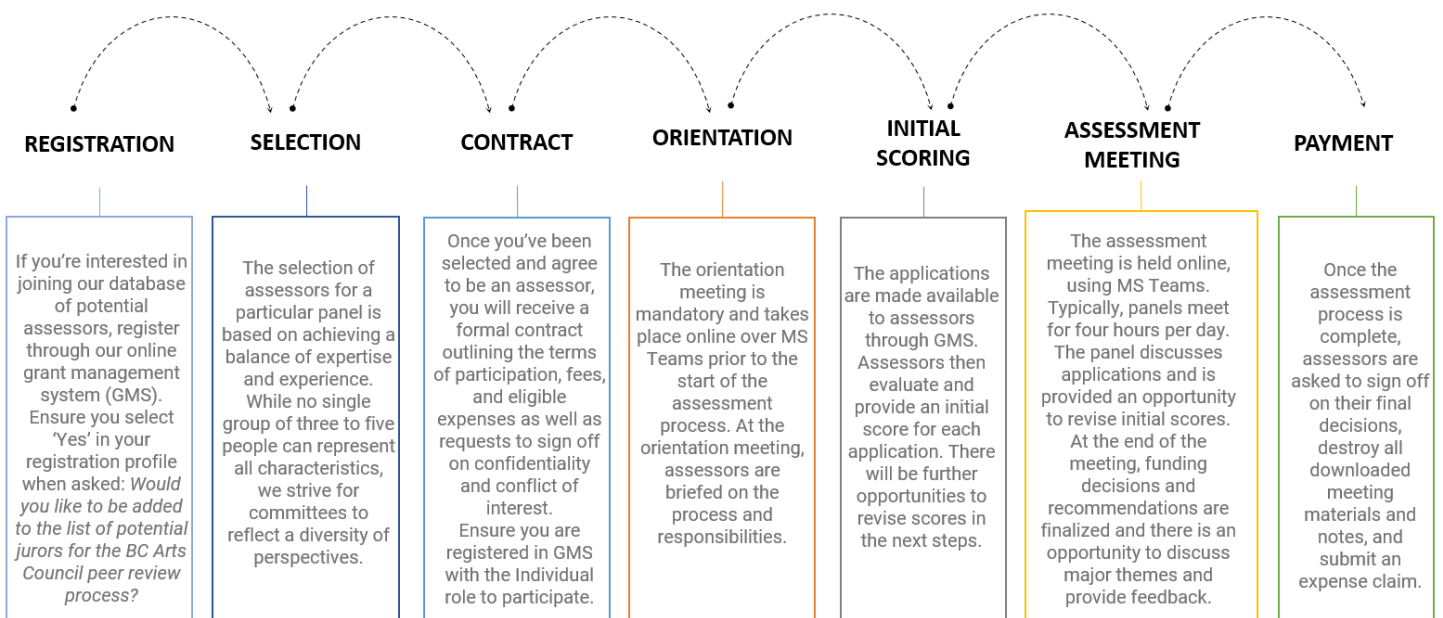 REGISTRATION
If you’re interested in
joining our database
of potential
assessors, register
through our online
grant management
system (GMS).
Ensure you select
‘Yes’ in your
registration profile
when asked: Would
you like to be added
to the list of potential
jurors for the BC Arts
Council peer review
process?
SELECTION
The selection of
assessors for a
particular panel is
based on achieving a
balance of expertise
and experience.
While no single
group of three to five
people can represent
all characteristics,
we strive for
committees to
reflect a diversity of
perspectives.
CONTRACT
Once you’ve been
selected and agree
to be an assessor,
you will receive a
formal contract
outlining the terms
of participation, fees,
and eligible
expenses as well as
requests to sign off
on confidentiality
and conflict of
interest.
Ensure you are
registered in GMS
with the Individual
role to participate.
ORIENTATION
The orientation
meeting is
mandatory and takes
place online over MS
Teams prior to the
start of the
assessment
process. At the
orientation meeting,
assessors are
briefed on the
process and
responsibilities.
INITIAL
SCORING
The applications
are made available
to assessors
through GMS.
Assessors then
evaluate and
provide an initial
score for each
application. There
will be further
opportunities to
revise scores in
the next steps.
ASSESSMENT
MEETING
The assessment
meeting is held online,
using MS Teams.
Typically, panels meet
for four hours per day.
The panel discusses
applications and is
provided an opportunity
to revise initial scores.
At the end of the
meeting, funding
decisions and
recommendations are
finalized and there is an
opportunity to discuss
major themes and
provide feedback.
PAYMENT
Once the
assessment
process is
complete,
assessors are
asked to sign off
on their final
decisions,
destroy all
downloaded
meeting
materials and
notes, and
submit an
expense claim.